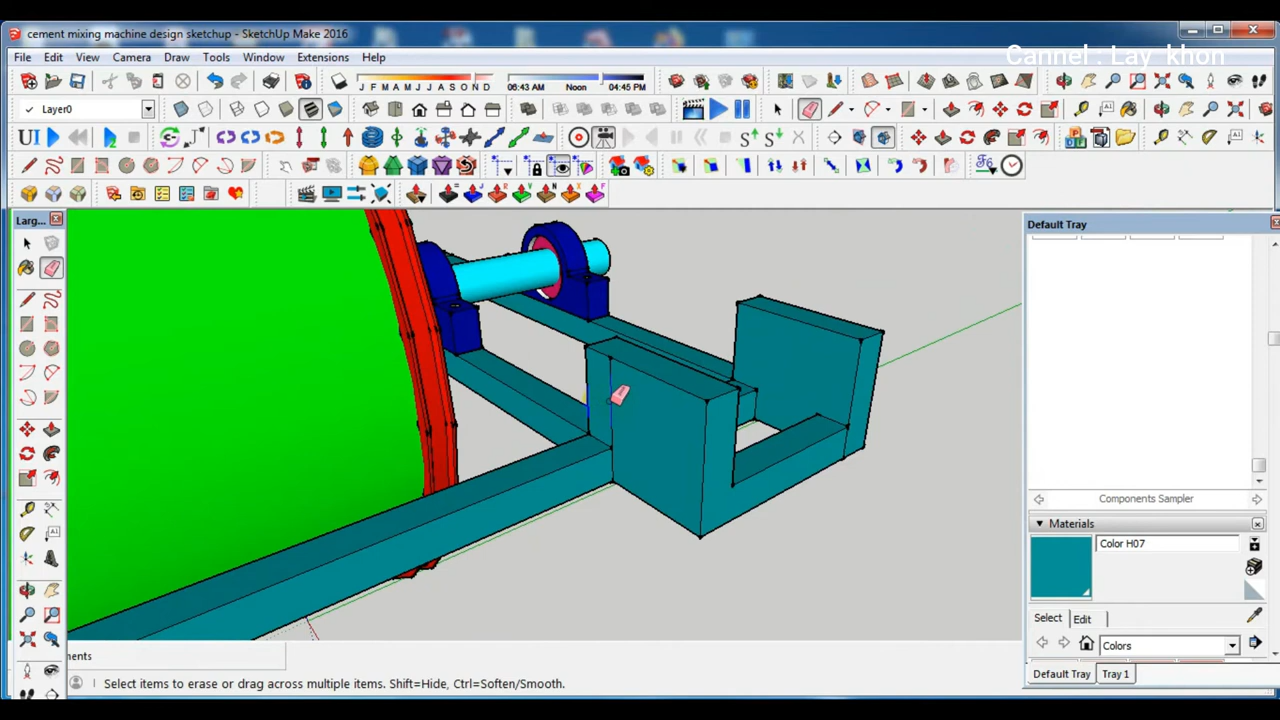 cement mixing machine design sketchup - SketchUp Make 2016
Cannel : Lay khon
File Edit View Camera Draw Tools Window Extensions Help
J F M A M J J A S O N D
06:43 AM Noon 04:45 PM
Layer0
UI
Larg...
Default Tray
Components Sampler
Materials
Color H07
Select Edit
Colors
Default Tray Tray 1
ments
Select items to erase or drag across multiple items. Shift=Hide, Ctrl=Soften/Smooth.